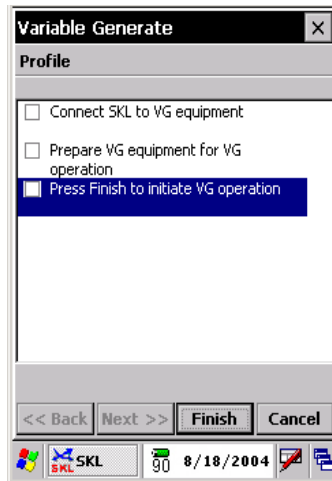 Variable Generate
Profile
Connect SKL to VG equipment
Prepare VG equipment for VG
operation
Press Finish to initiate VG operation
<< Back Next >> Finish Cancel
SKL SKL 90 8/18/2004